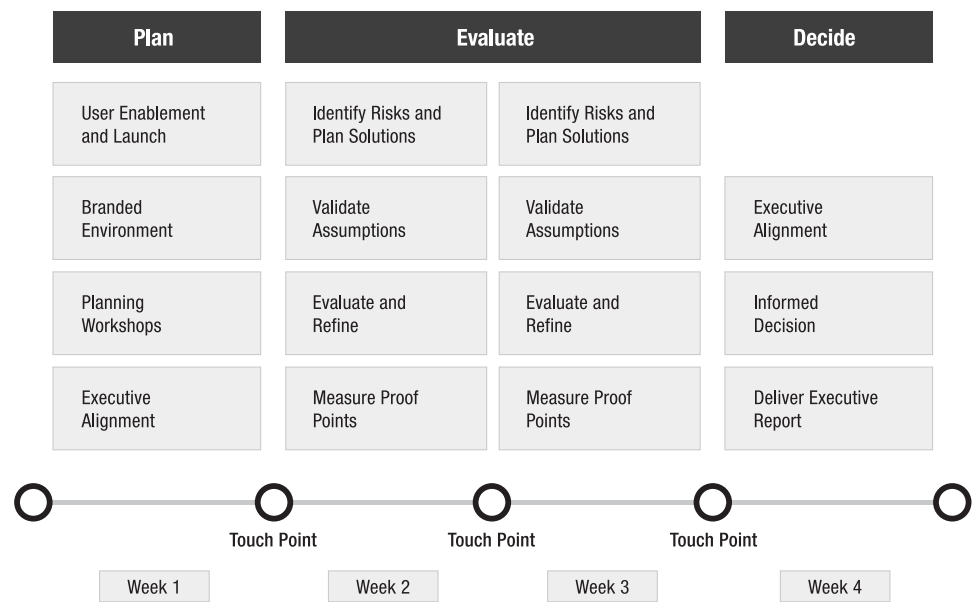 Plan
Evaluate
Decide
User Enablement
and Launch
Identify Risks and
Plan Solutions
Identify Risks and
Plan Solutions
Branded
Environment
Validate
Assumptions
Validate
Assumptions
Executive
Alignment
Planning
Workshops
Evaluate and
Refine
Evaluate and
Refine
Informed
Decision
Executive
Alignment
Measure Proof
Points
Measure Proof
Points
Deliver Executive
Report
Touch Point
Touch Point
Touch Point
Week 1
Week 2
Week 3
Week 4